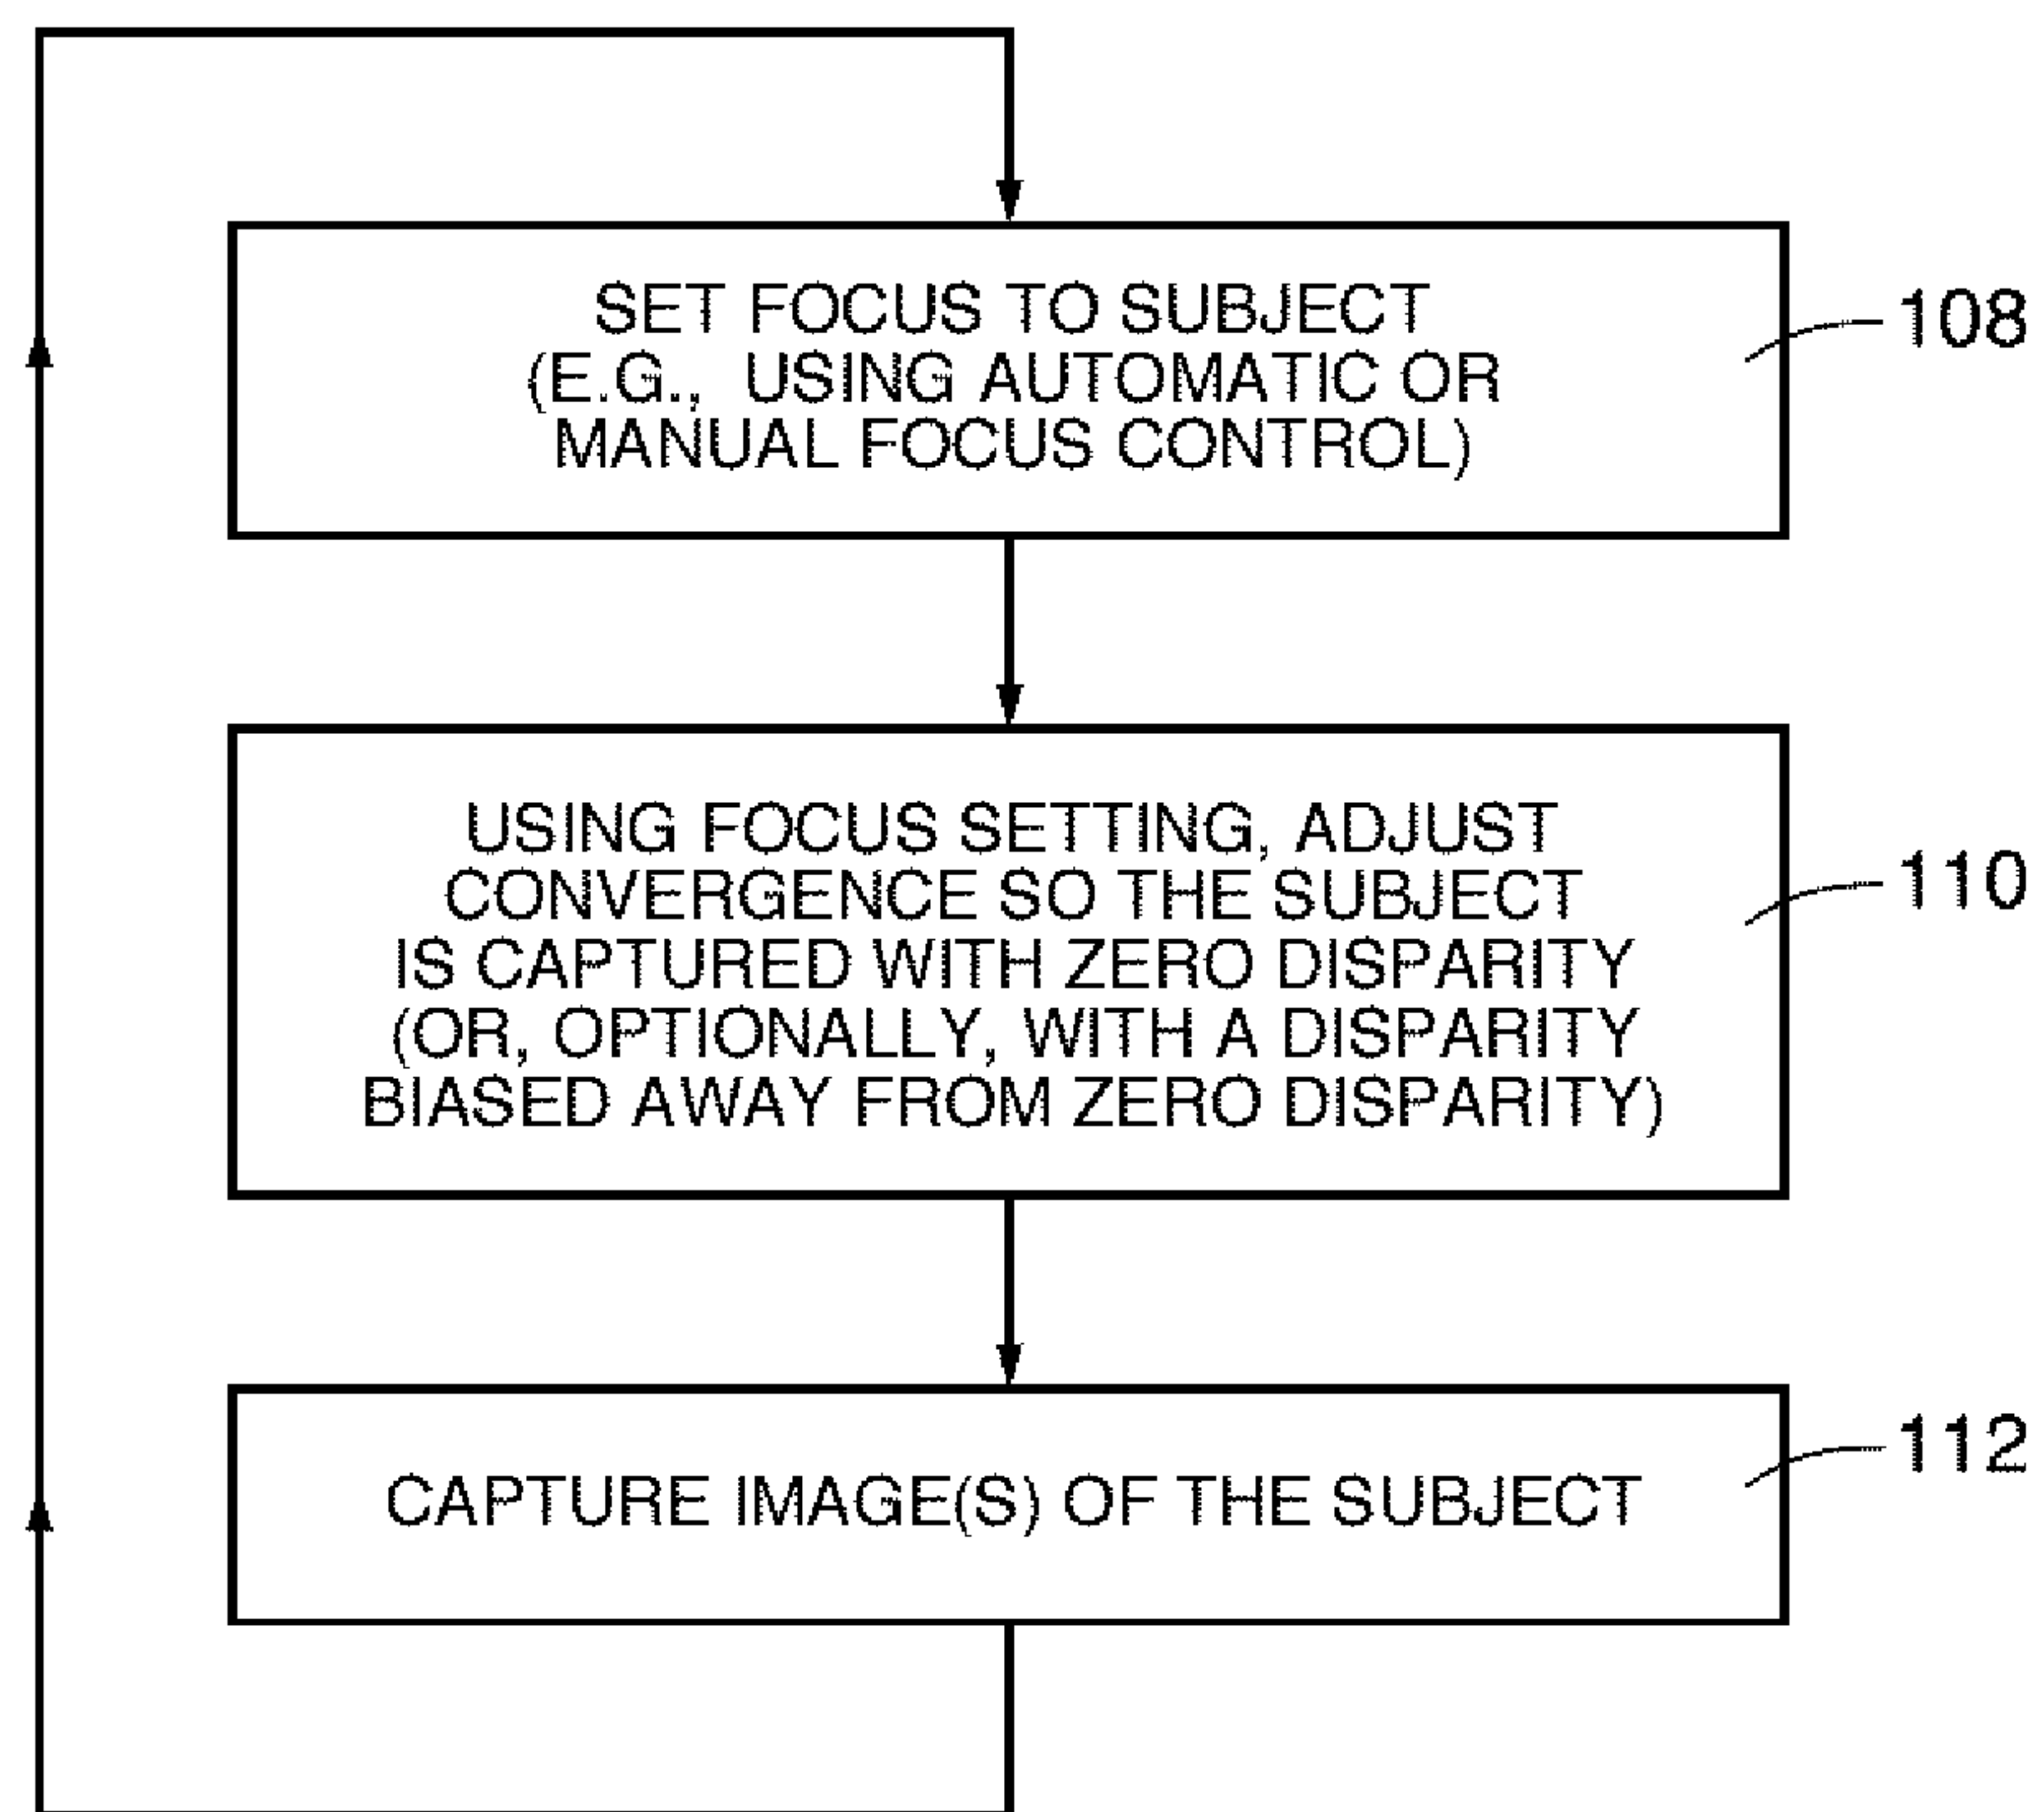 SET FOCUS TO SUBJECT
(E.G., USING AUTOMATIC OR
MANUAL FOCUS CONTROL)
108
USING FOCUS SETTING, ADJUST
CONVERGENCE SO THE SUBJECT
IS CAPTURED WITH ZERO DISPARITY
(OR, OPTIONALLY, WITH A DISPARITY
BIASED AWAY FROM ZERO DISPARITY)
110
CAPTURE IMAGE(S) OF THE SUBJECT
112